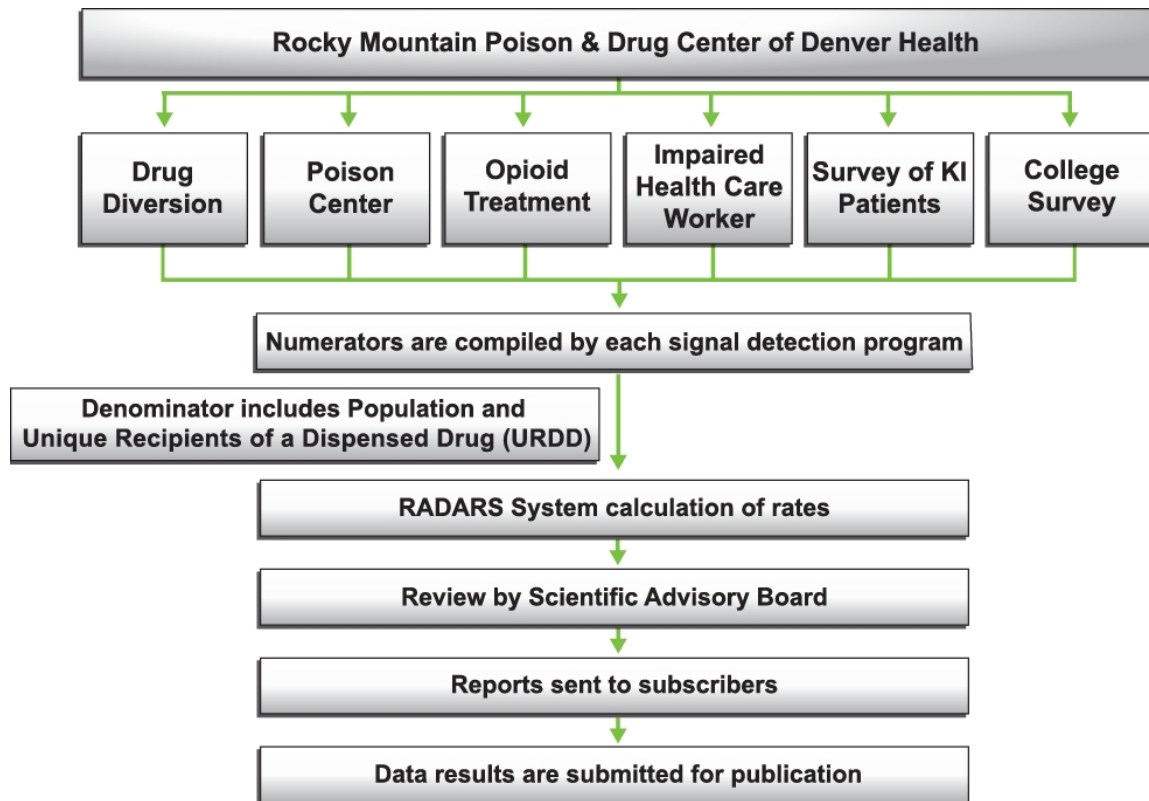 Rocky Mountain Poison & Drug Center of Denver Health
Drug
Diversion
Poison
Center
Opioid
Treatment
Impaired
Health Care
Worker
Survey of KI
Patients
College
Survey
Numerators are compiled by each signal detection program
Denominator includes Population and
Unique Recipients of a Dispensed Drug (URDD)
RADARS System calculation of rates
Review by Scientific Advisory Board
Reports sent to subscribers
Data results are submitted for publication